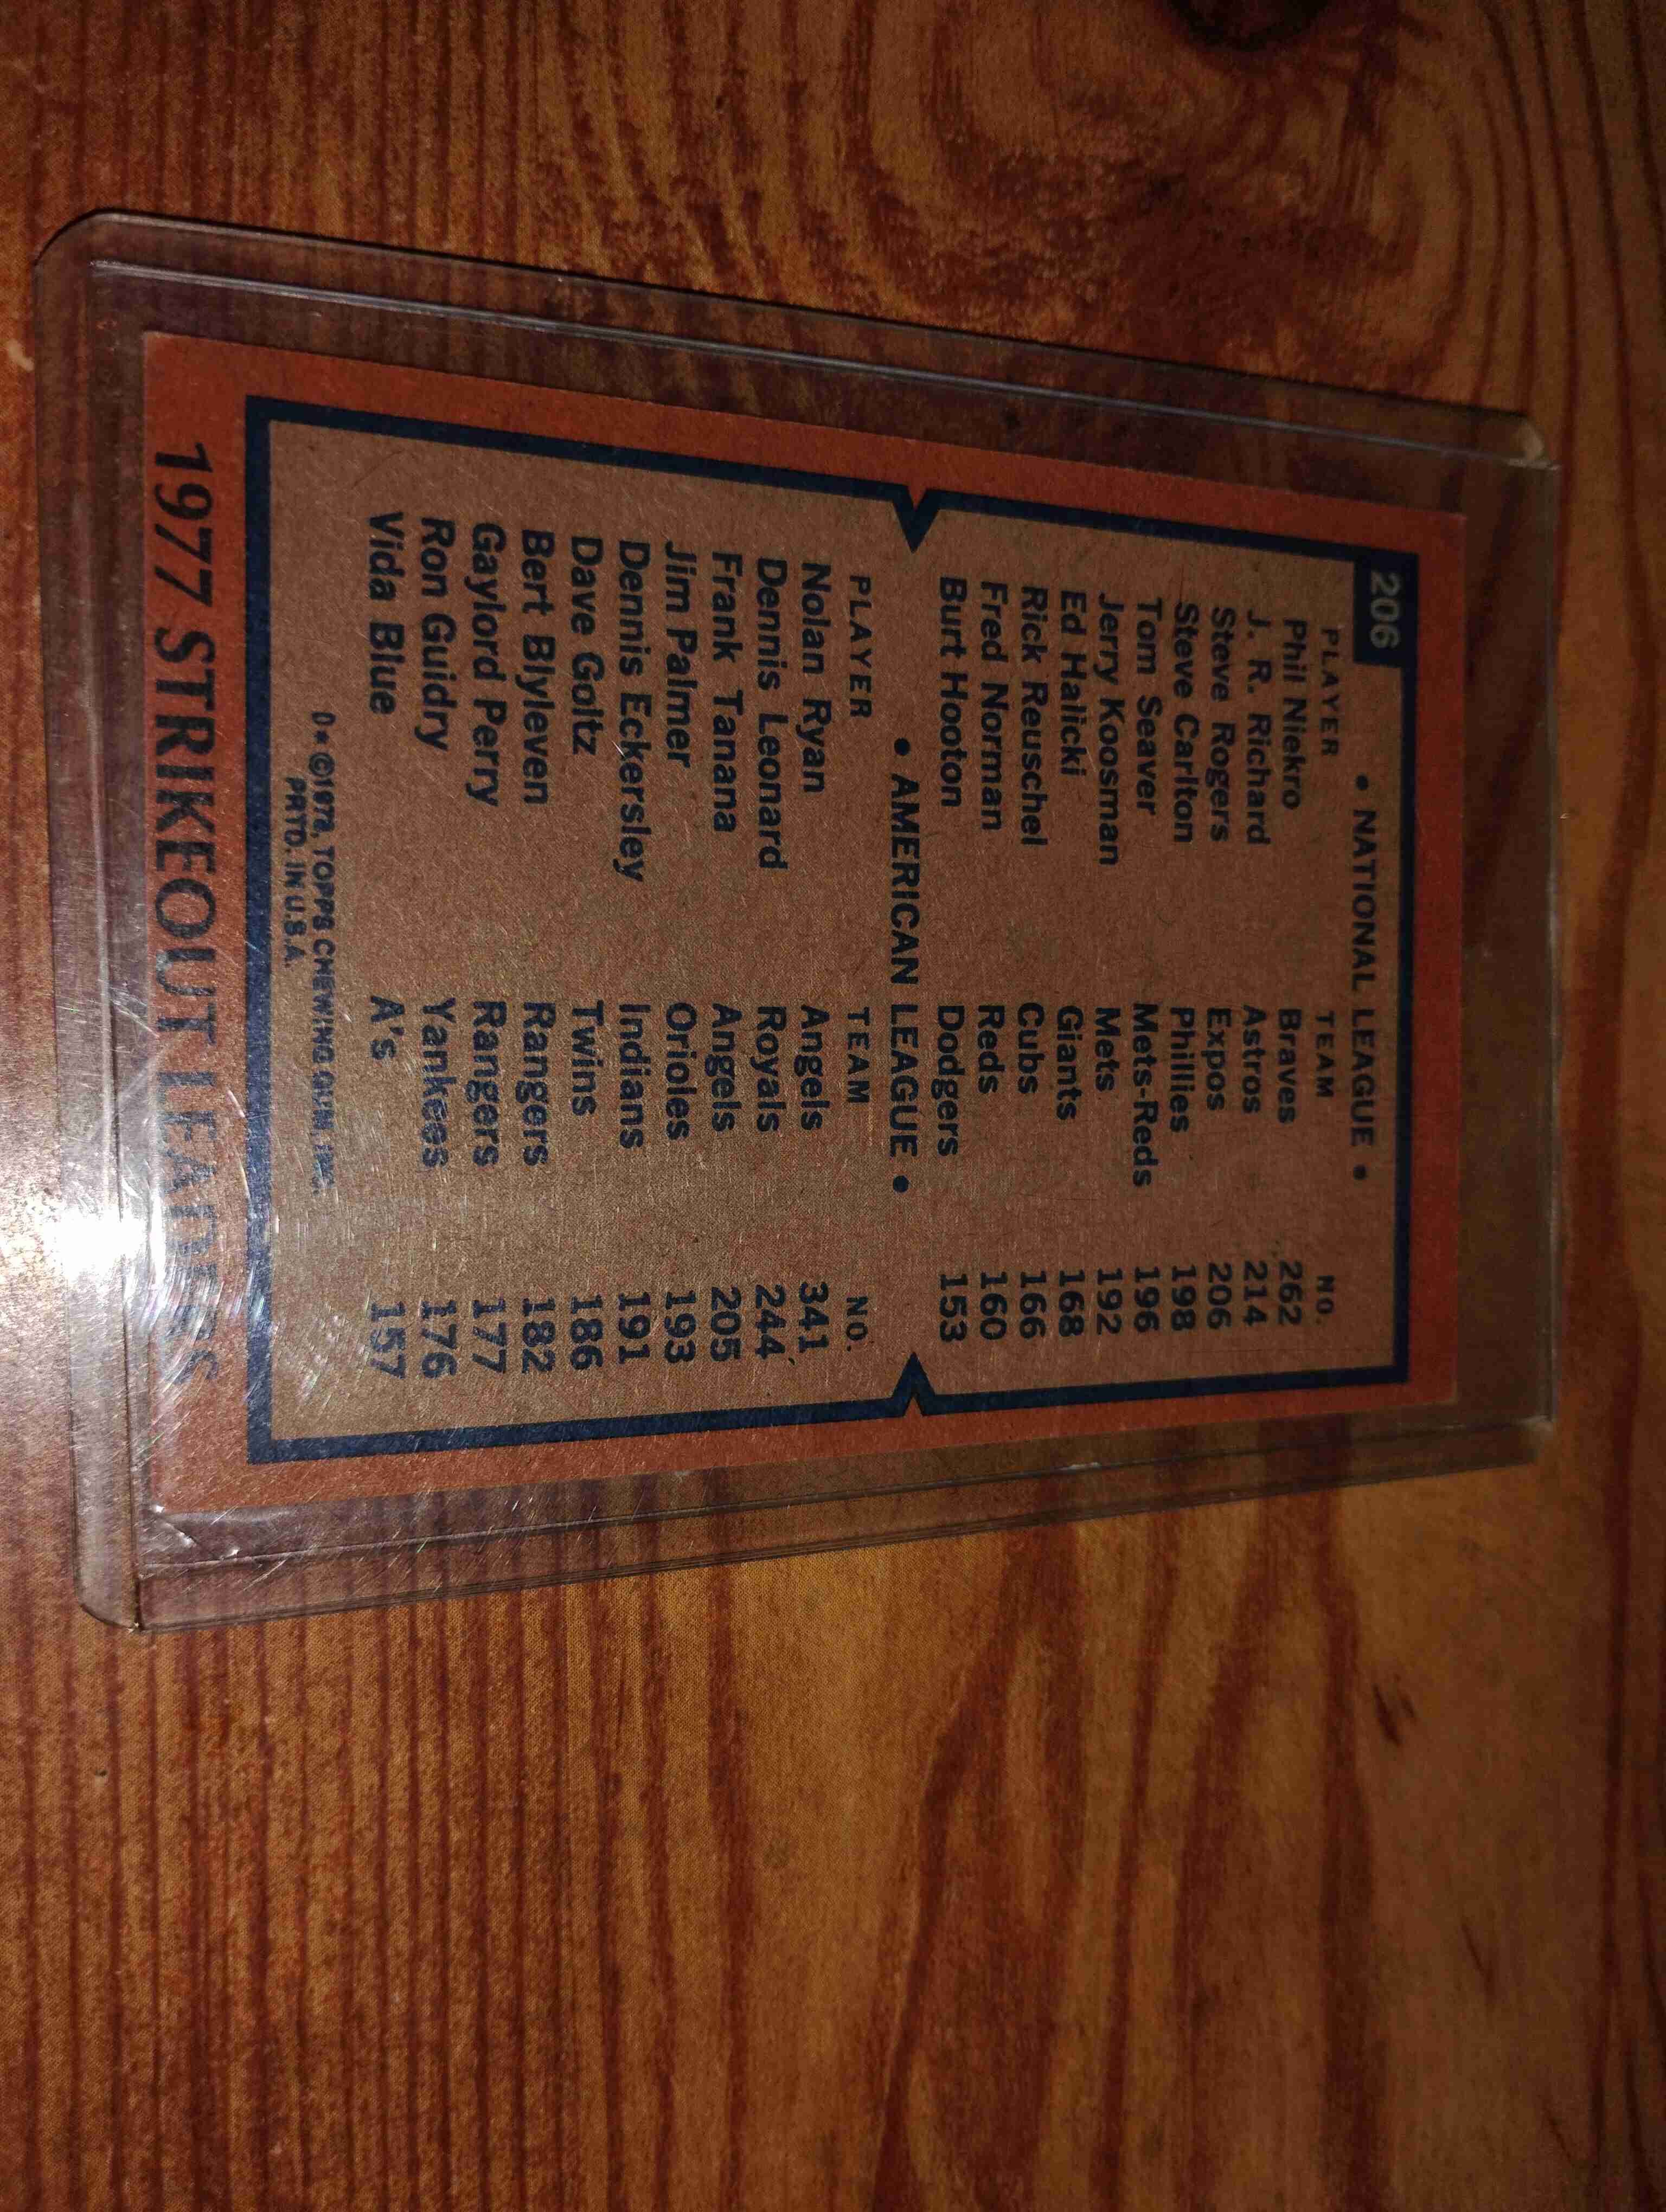 206
• NATIONAL LEAGUE •
PLAYER TEAM NO.
Phil Niekro Braves 262
J. R. Richard Astros 214
Steve Rogers Expos 206
Steve Carlton Phillies 198
Tom Seaver Mets-Reds 196
Jerry Koosman Mets 192
Ed Halicki Giants 168
Rick Reuschel Cubs 166
Fred Norman Reds 160
Burt Hooton Dodgers 153
• AMERICAN LEAGUE •
PLAYER TEAM NO.
Nolan Ryan Angels 341
Dennis Leonard Royals 244
Frank Tanana Angels 205
Jim Palmer Orioles 193
Dennis Eckersley Indians 191
Dave Goltz Twins 186
Bert Blyleven Rangers 182
Gaylord Perry Rangers 177
Ron Guidry Yankees 176
Vida Blue A's 157
D* © 1978, TOPPS CHEWING GUM, INC.
PRTD. IN U.S.A.
1977 STRIKEOUT LEADERS